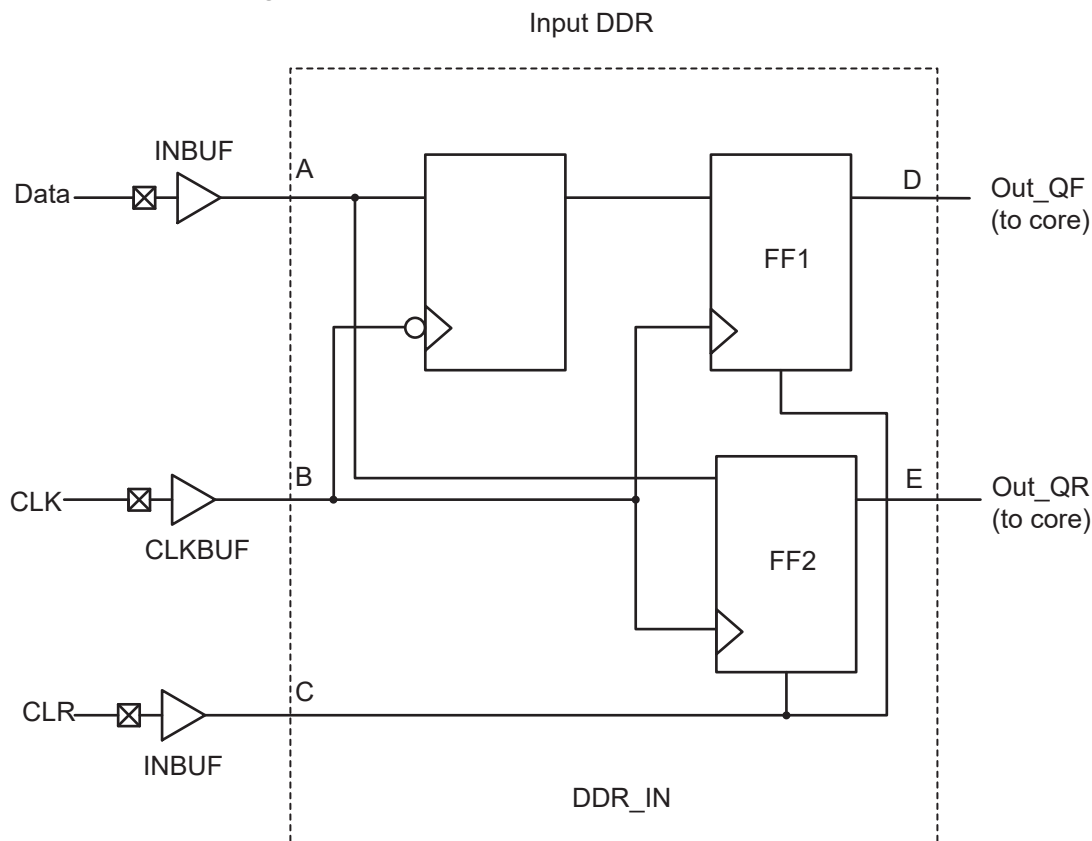 Input DDR
INBUF
A
D
Data
Out_QF
(to core)
FF1
B
E
CLK
Out_QR
(to core)
CLKBUF
FF2
C
CLR
INBUF
DDR_IN